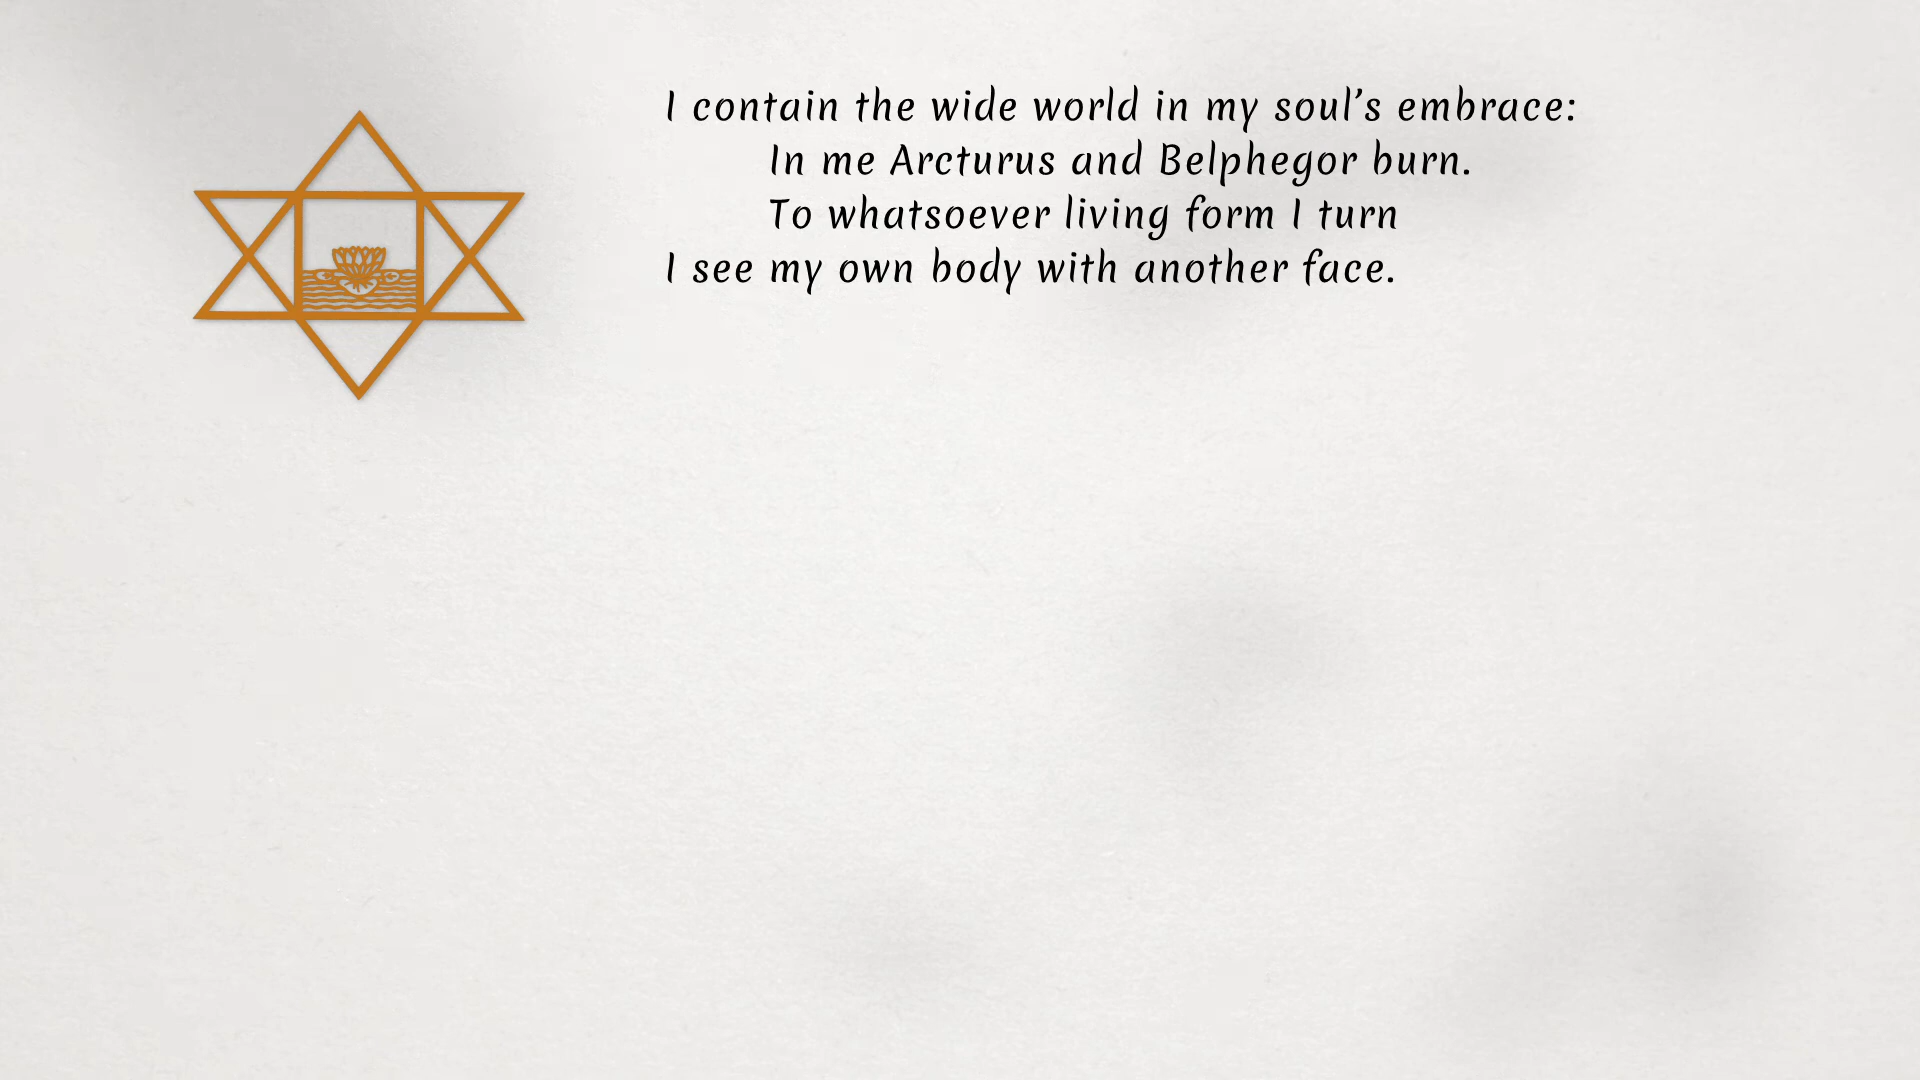 I contain the wide world in my soul’s embrace:
In me Arcturus and Belphegor burn.
To whatsoever living form I turn
I see my own body with another face.